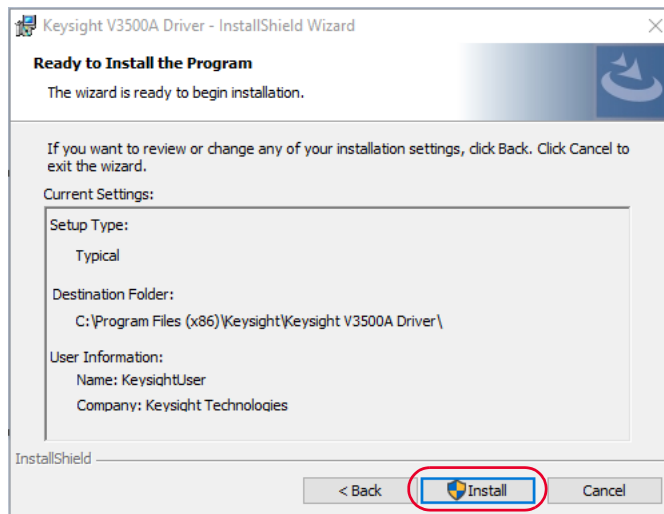 Keysight V3500A Driver - InstallShield Wizard
Ready to Install the Program
The wizard is ready to begin installation.
If you want to review or change any of your installation settings, click Back. Click Cancel to
exit the wizard.
Current Settings:
Setup Type:
Typical
Destination Folder:
C:\Program Files (x86)\Keysight\Keysight V3500A Driver\
User Information:
Name: KeysightUser
Company: Keysight Technologies
InstallShield
< Back Install Cancel